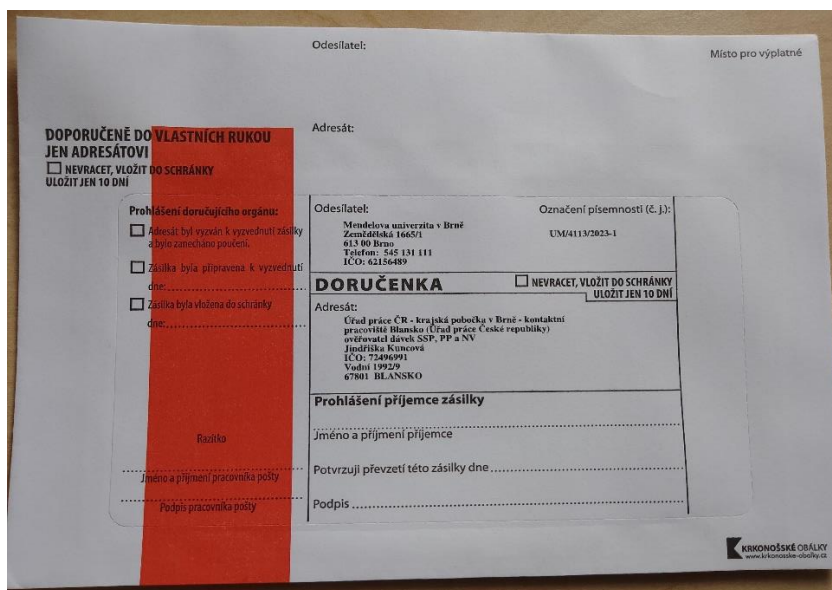 Odesílatel:
Místo pro výplatné
Adresát:
DOPORUČENĚ DO VLASTNÍCH RUKOU
JEN ADRESÁTOVI
NEVRACET, VLOŽIT DO SCHRÁNKY
ULOŽIT JEN 10 DNÍ
Prohlášení doručujícího orgánu:
Adresát byl vyzván k vyzvednutí zásilky
a bylo zanecháno poučení.
Zásilka byla připravena k vyzvednutí
dne:
Zásilka byla vložena do schránky
dne:
Razítko
Jméno a příjmení pracovníka pošty
Podpis pracovníka pošty
Odesílatel:
Mendelova univerzita v Brně
Zemědělská 1665/1
613 00 Brno
Telefon: 545 131 111
IČO: 62156489
Označení písemnosti (č. j.):
UM/4113/2023-1
DORUČENKA
NEVRACET, VLOŽIT DO SCHRÁNKY
ULOŽIT JEN 10 DNÍ
Adresát:
Úřad práce ČR - krajská pobočka v Brně - kontaktní
pracoviště Blansko (Úřad práce České republiky)
ověřovatel dávek SSP, PP a NV
Jindřiška Kuncová
IČO: 72496991
Vodní 1992/9
67801 BLANSKO
Prohlášení příjemce zásilky
Jméno a příjmení příjemce
Potvrzuji převzetí této zásilky dne
Podpis
KRKONOŠSKÉ OBÁLKY
www.krkonosske-obalky.cz